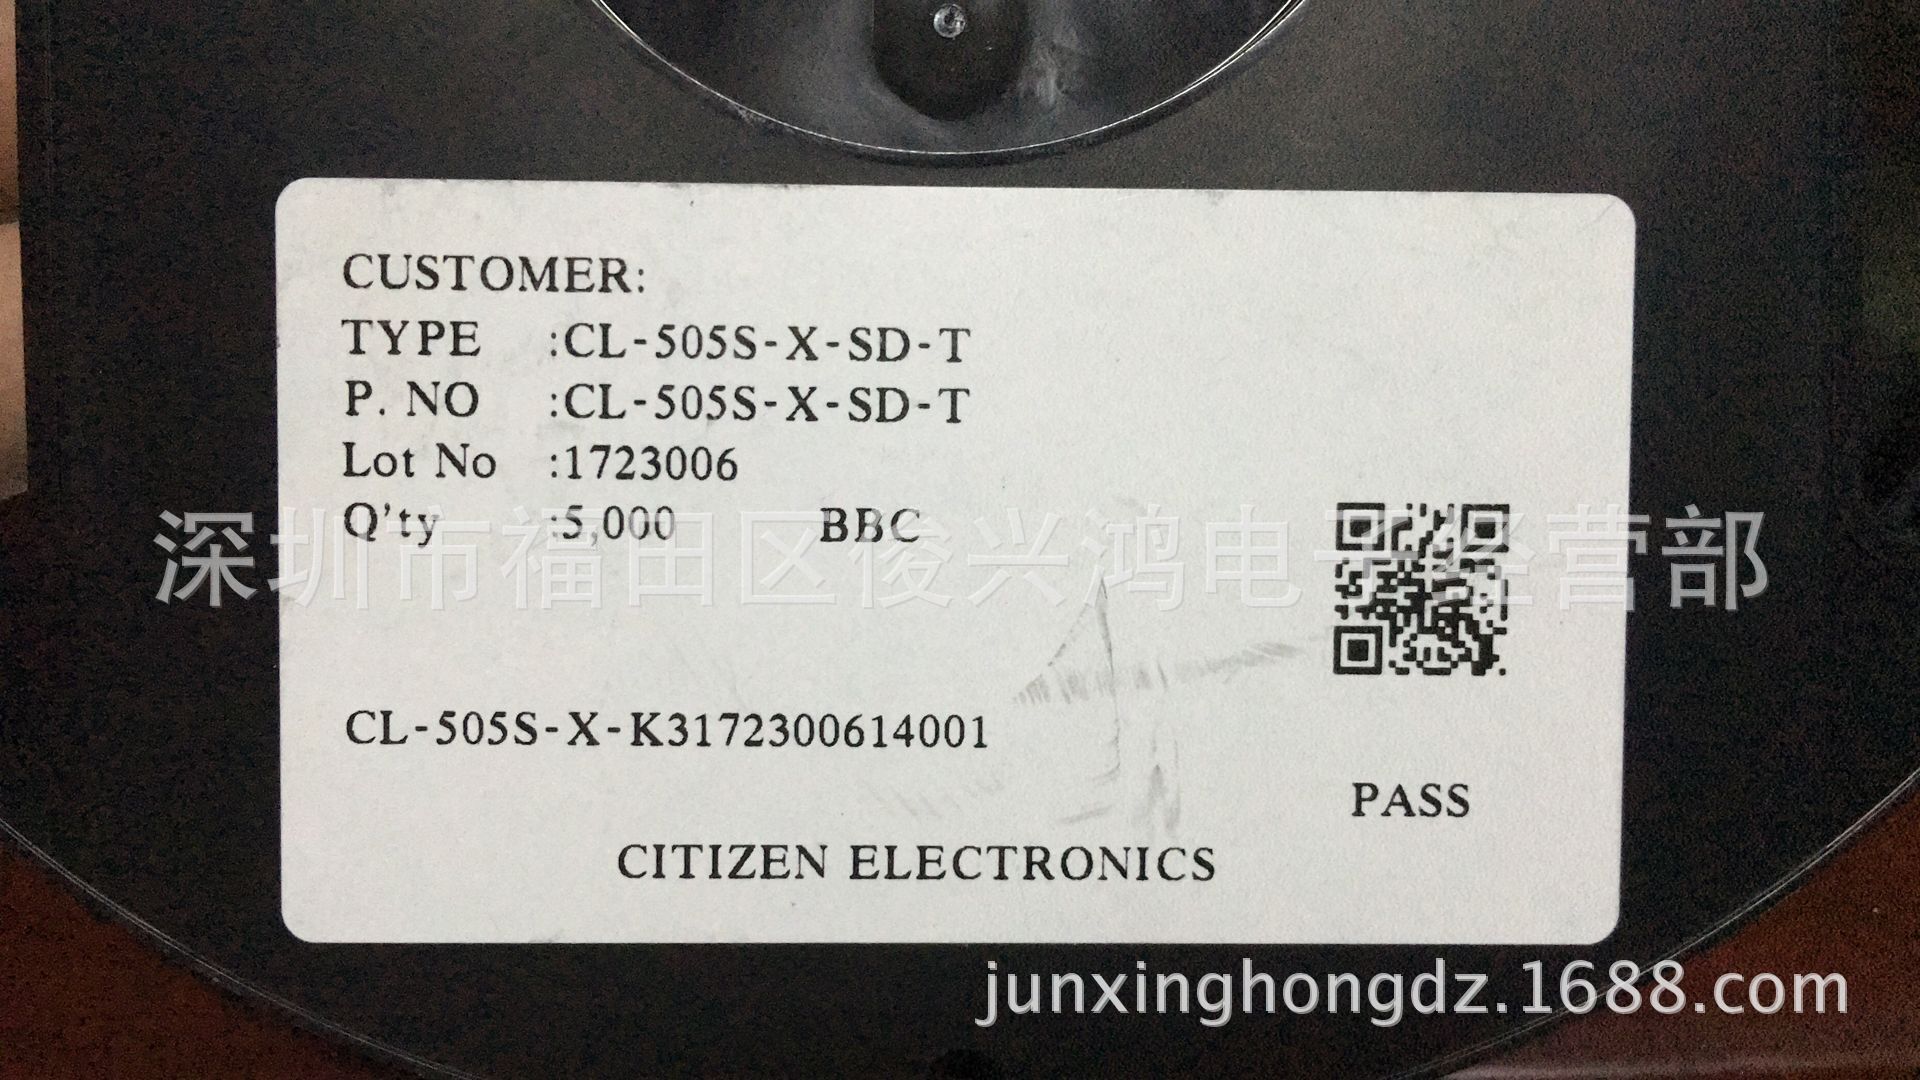 CUSTOMER:
TYPE :CL-505S-X-SD-T
P. NO :CL-505S-X-SD-T
Lot No :1723006
Q'ty :5,000 BBC
深圳市福田区俊兴鸿电子经营部
CL-505S-X-K3172300614001
PASS
CITIZEN ELECTRONICS
junxinghongdz.1688.com